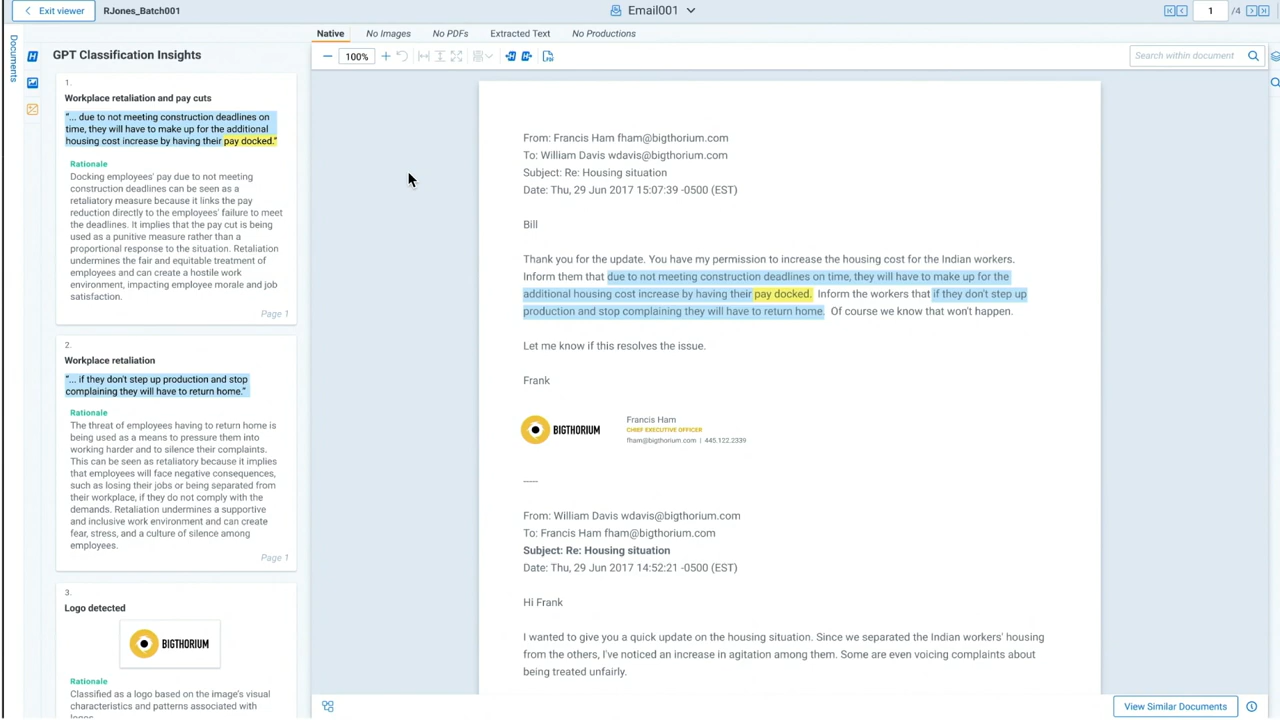 Exit viewer
RJones_Batch001
Email001
1 /4
Documents
GPT Classification Insights
Native No Images No PDFs Extracted Text No Productions
100%
Search within document
1.
Workplace retaliation and pay cuts
"... due to not meeting construction deadlines on
time, they will have to make up for the additional
housing cost increase by having their pay docked."
Rationale
Docking employees' pay due to not meeting
construction deadlines can be seen as a
retaliatory measure because it links the pay
reduction directly to the employees' failure to meet
the deadlines. It implies that the pay cut is being
used as a punitive measure rather than a
proportional response to the situation. Retaliation
undermines the fair and equitable treatment of
employees and can create a hostile work
environment, impacting employee morale and job
satisfaction.
Page 1
2.
Workplace retaliation
"... if they don't step up production and stop
complaining they will have to return home."
Rationale
The threat of employees having to return home is
being used as a means to pressure them into
working harder and to silence their complaints.
This can be seen as retaliatory because it implies
that employees will face negative consequences,
such as losing their jobs or being separated from
their workplace, if they do not comply with the
demands. Retaliation undermines a supportive
and inclusive work environment and can create
fear, stress, and a culture of silence among
employees.
Page 1
3.
Logo detected
BIGTHORIUM
Rationale
Classified as a logo based on the image's visual
characteristics and patterns associated with
logos.
From: Francis Ham fham@bigthorium.com
To: William Davis wdavis@bigthorium.com
Subject: Re: Housing situation
Date: Thu, 29 Jun 2017 15:07:39 -0500 (EST)
Bill
Thank you for the update. You have my permission to increase the housing cost for the Indian workers.
Inform them that due to not meeting construction deadlines on time, they will have to make up for the
additional housing cost increase by having their pay docked. Inform the workers that if they don't step up
production and stop complaining they will have to return home. Of course we know that won't happen.
Let me know if this resolves the issue.
Frank
BIGTHORIUM
Francis Ham
CHIEF EXECUTIVE OFFICER
fham@bigthorium.com | 445.122.2339
-----
From: William Davis wdavis@bigthorium.com
To: Francis Ham fham@bigthorium.com
Subject: Re: Housing situation
Date: Thu, 29 Jun 2017 14:52:21 -0500 (EST)
Hi Frank
I wanted to give you a quick update on the housing situation. Since we separated the Indian workers' housing
from the others, I've noticed an increase in agitation among them. Some are even voicing complaints about
being treated unfairly.
View Similar Documents